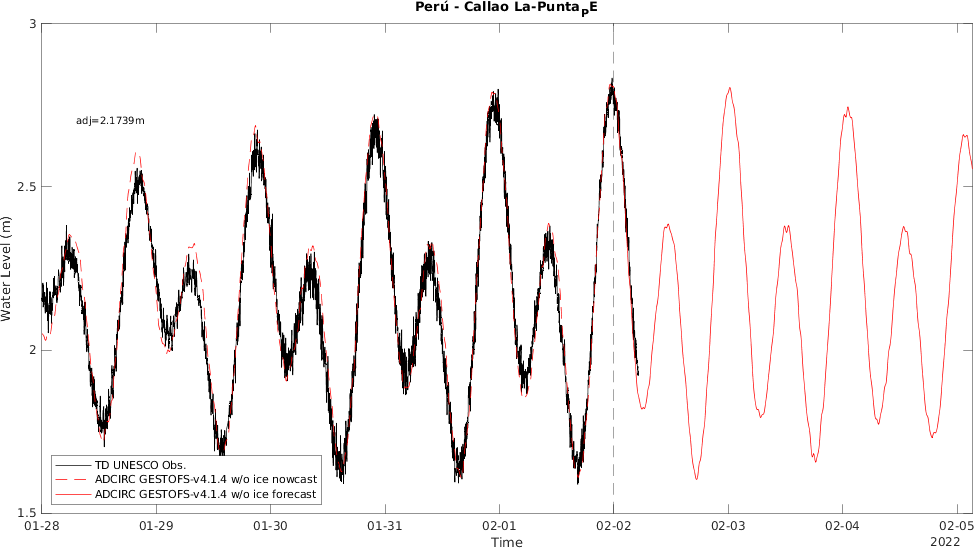 Perú - Callao La-Punta_PE
3
adj=2.1739m
2.5
Water Level (m)
2
TD UNESCO Obs.
ADCIRC GESTOFS-v4.1.4 w/o ice nowcast
ADCIRC GESTOFS-v4.1.4 w/o ice forecast
1.5
01-28 01-29 01-30 01-31 02-01 02-02 02-03 02-04 02-05
Time 2022